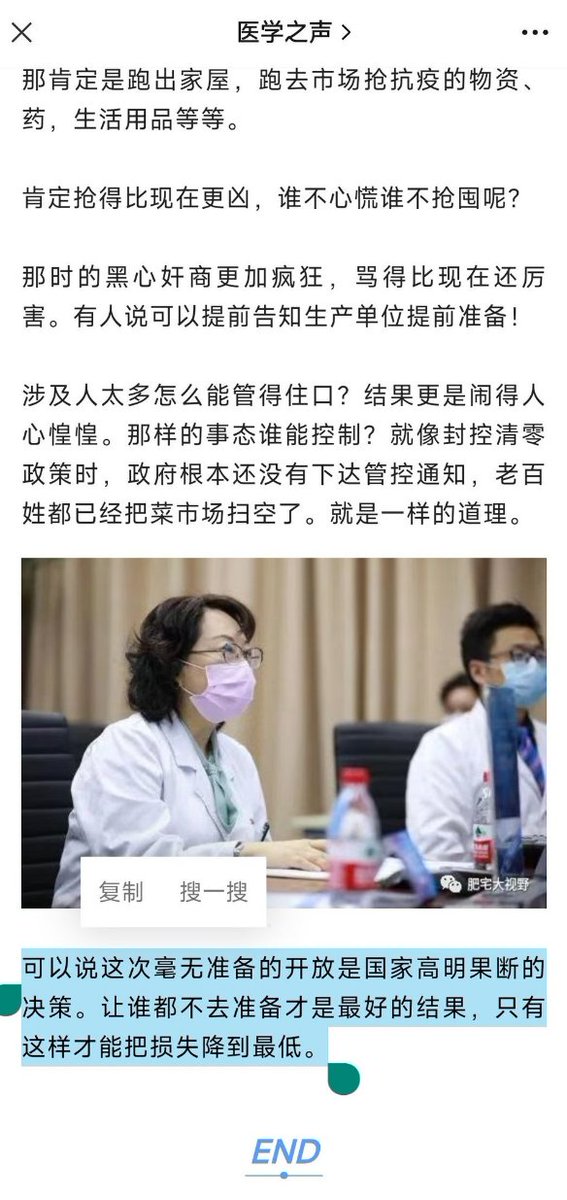 医学之声 >
那肯定是跑出家屋，跑去市场抢抗疫的物资、
药，生活用品等等。
肯定抢得比现在更凶，谁不心慌谁不抢囤呢？
那时的黑心奸商更加疯狂，骂得比现在还厉
害。有人说可以提前告知生产单位提前准备！
涉及人太多怎么能管得住口？结果更是闹得人
心惶惶。那样的事态谁能控制？就像封控清零
政策时，政府根本还没有下达管控通知，老百
姓都已经把菜市场扫空了。就是一样的道理。
复制 搜一搜
肥宅大视野
可以说这次毫无准备的开放是国家高明果断的
决策。让谁都不去准备才是最好的结果，只有
这样才能把损失降到最低。
END